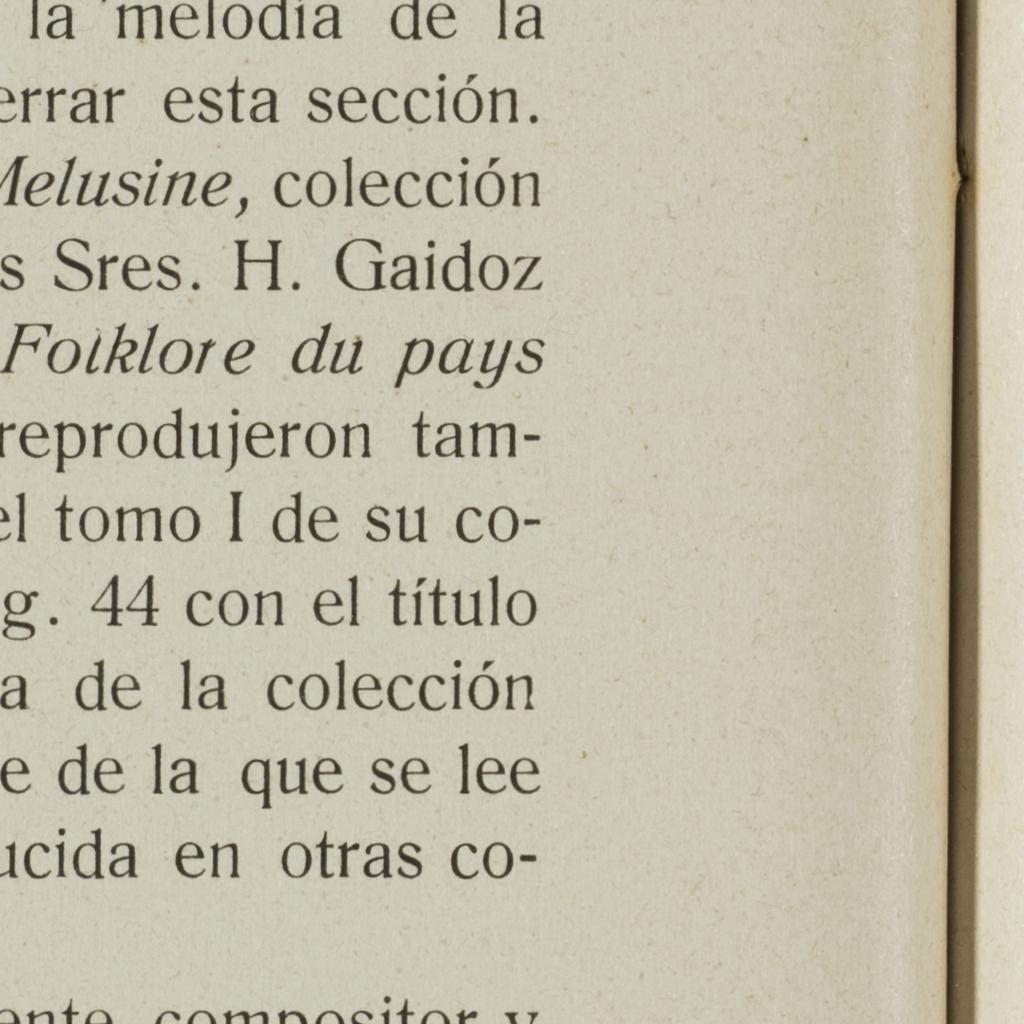 la melodía de la
errar esta sección.
Melusine, colección
s Sres. H. Gaidoz
Folklore du pays
reprodujeron tam-
el tomo I de su co-
g. 44 con el título
a de la colección
e de la que se lee
ucida en otras co-
ente compositor y